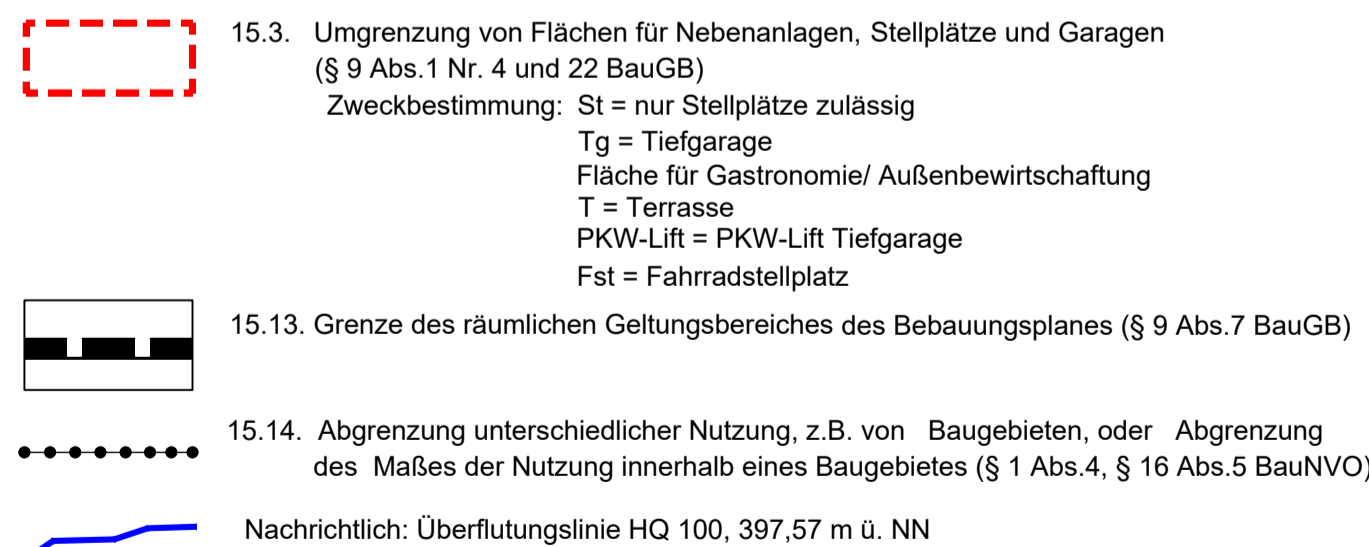 15.3. Umgrenzung von Flächen für Nebenanlagen, Stellplätze und Garagen
(§ 9 Abs.1 Nr. 4 und 22 BauGB)
Zweckbestimmung: St = nur Stellplätze zulässig
Tg = Tiefgarage
Fläche für Gastronomie/ Außenbewirtschaftung
T = Terrasse
PKW-Lift = PKW-Lift Tiefgarage
Fst = Fahrradstellplatz
15.13. Grenze des räumlichen Geltungsbereiches des Bebauungsplanes (§ 9 Abs.7 BauGB)
15.14. Abgrenzung unterschiedlicher Nutzung, z.B. von Baugebieten, oder Abgrenzung
des Maßes der Nutzung innerhalb eines Baugebietes (§ 1 Abs.4, § 16 Abs.5 BauNVO)
Nachrichtlich: Überflutungslinie HQ 100, 397,57 m ü. NN